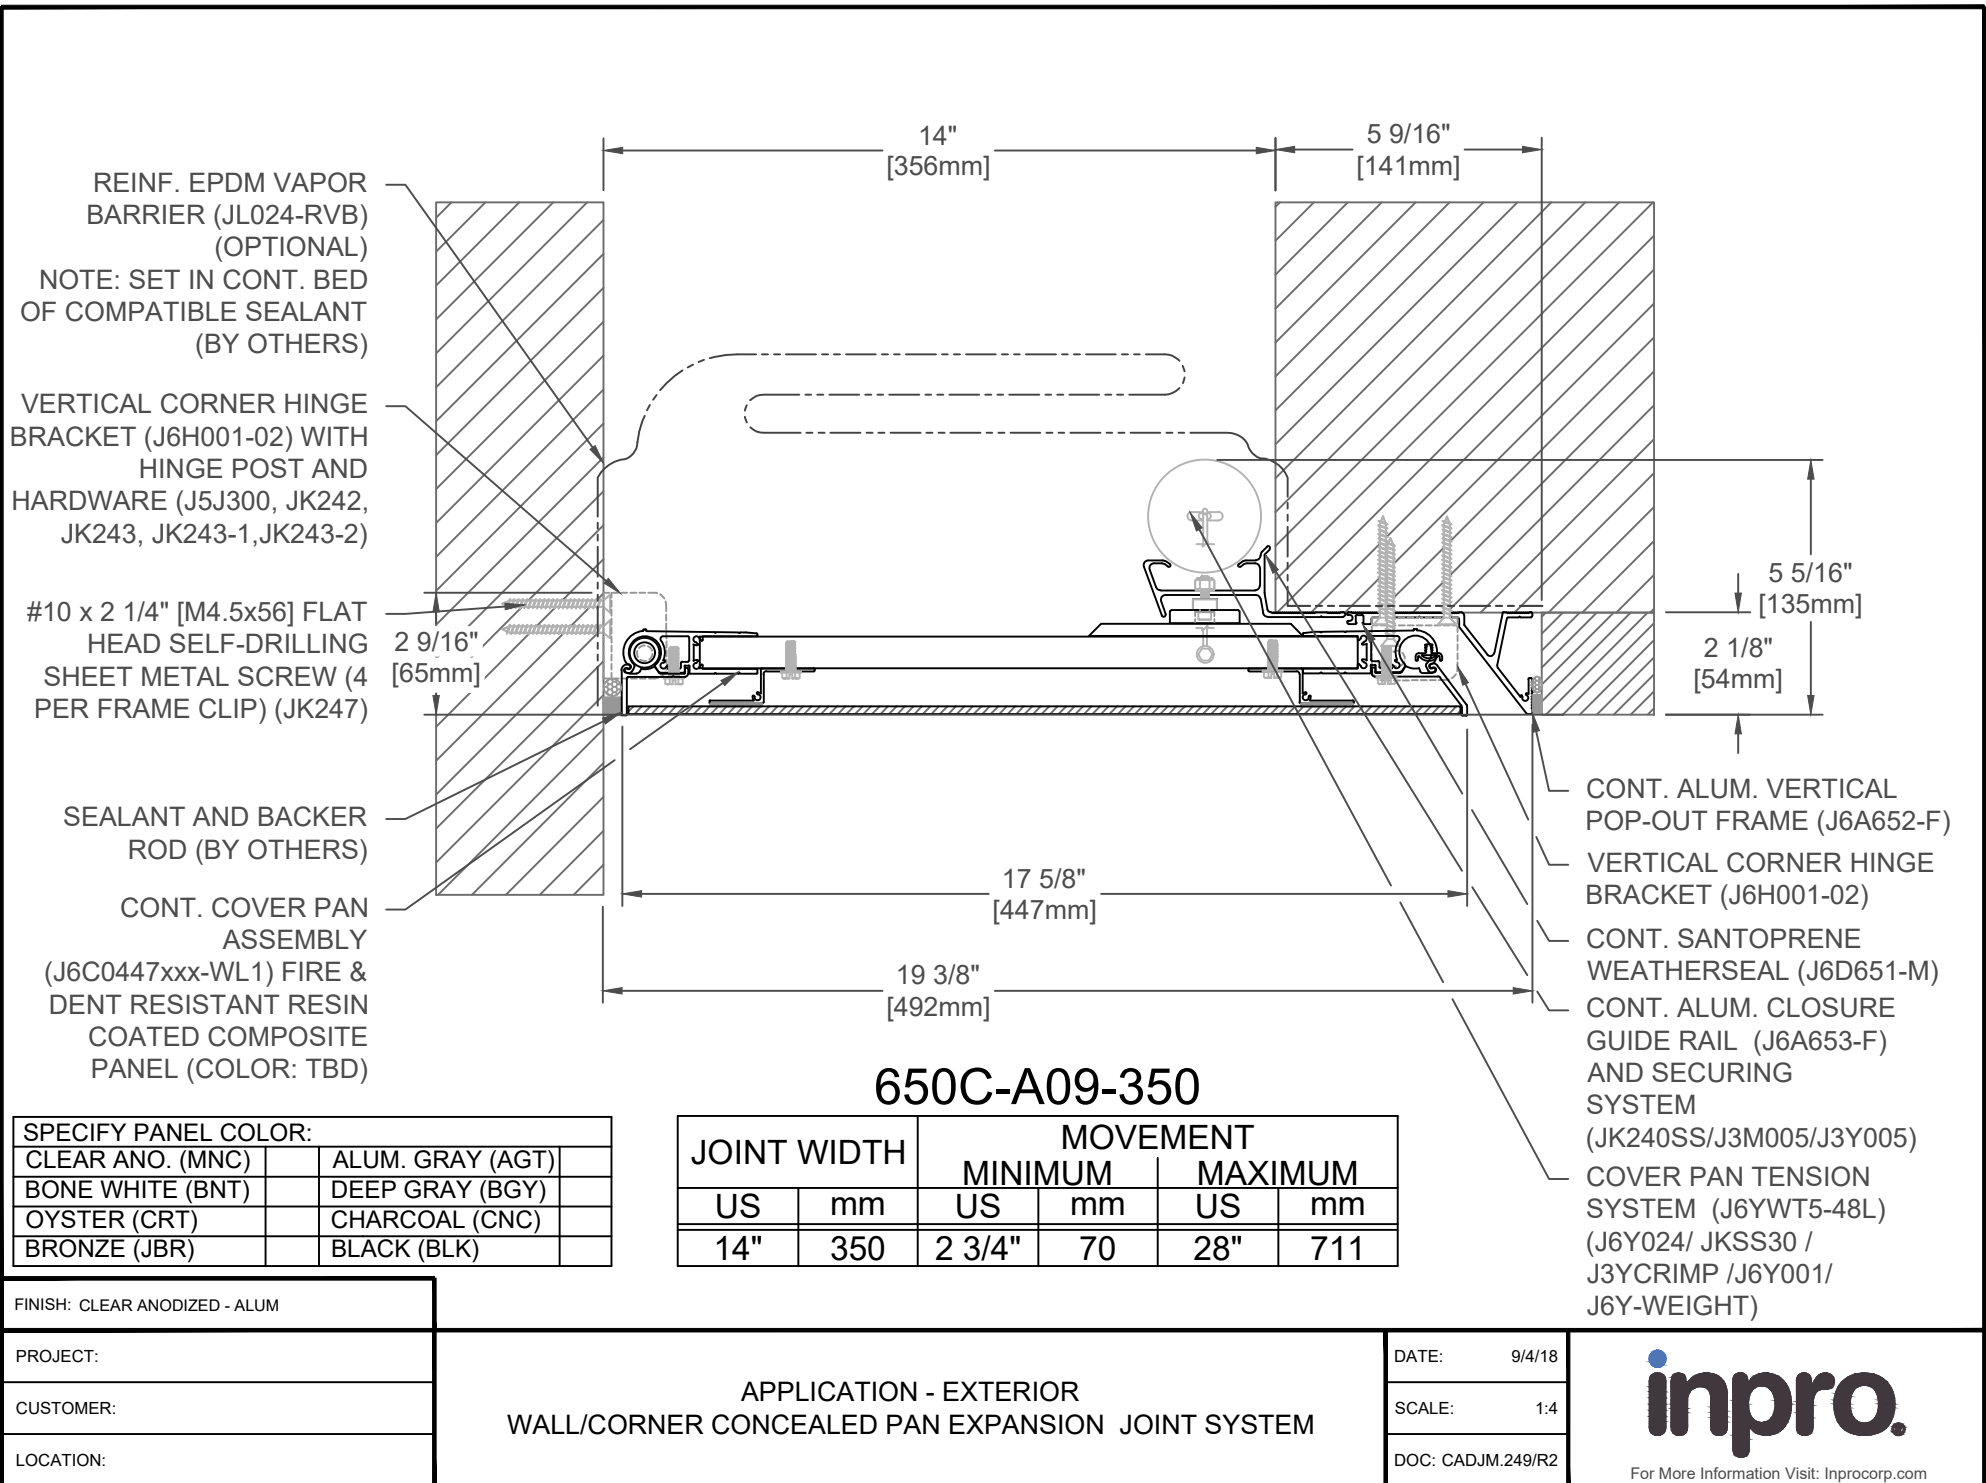 14"
[356mm]
5 9/16"
[141mm]
REINF. EPDM VAPOR
BARRIER (JL024-RVB)
(OPTIONAL)
NOTE: SET IN CONT. BED
OF COMPATIBLE SEALANT
(BY OTHERS)
VERTICAL CORNER HINGE
BRACKET (J6H001-02) WITH
HINGE POST AND
HARDWARE (J5J300, JK242,
JK243, JK243-1,JK243-2)
#10 x 2 1/4" [M4.5x56] FLAT
HEAD SELF-DRILLING
SHEET METAL SCREW (4
PER FRAME CLIP) (JK247)
2 9/16"
[65mm]
5 5/16"
[135mm]
2 1/8"
[54mm]
SEALANT AND BACKER
ROD (BY OTHERS)
CONT. COVER PAN
ASSEMBLY
(J6C0447xxx-WL1) FIRE &
DENT RESISTANT RESIN
COATED COMPOSITE
PANEL (COLOR: TBD)
17 5/8"
[447mm]
19 3/8"
[492mm]
CONT. ALUM. VERTICAL
POP-OUT FRAME (J6A652-F)
VERTICAL CORNER HINGE
BRACKET (J6H001-02)
CONT. SANTOPRENE
WEATHERSEAL (J6D651-M)
CONT. ALUM. CLOSURE
GUIDE RAIL (J6A653-F)
AND SECURING
SYSTEM
(JK240SS/J3M005/J3Y005)
COVER PAN TENSION
SYSTEM (J6YWT5-48L)
(J6Y024/ JKSS30 /
J3YCRIMP /J6Y001/
J6Y-WEIGHT)
650C-A09-350
SPECIFY PANEL COLOR:
CLEAR ANO. (MNC) ALUM. GRAY (AGT)
BONE WHITE (BNT) DEEP GRAY (BGY)
OYSTER (CRT) CHARCOAL (CNC)
BRONZE (JBR) BLACK (BLK)
JOINT WIDTH MOVEMENT
MINIMUM MAXIMUM
US mm US mm US mm
14" 350 2 3/4" 70 28" 711
FINISH: CLEAR ANODIZED - ALUM
PROJECT:
CUSTOMER:
LOCATION:
APPLICATION - EXTERIOR
WALL/CORNER CONCEALED PAN EXPANSION JOINT SYSTEM
DATE: 9/4/18
SCALE: 1:4
DOC: CADJM.249/R2
inpro.
For More Information Visit: Inprocorp.com